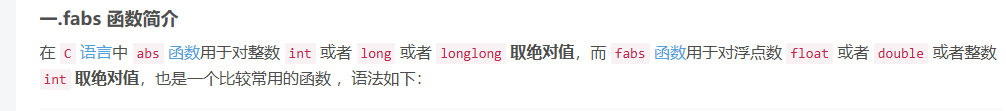 一.fabs 函数简介
在 C 语言中 abs 函数用于对整数 int 或者 long 或者 longlong 取绝对值，而 fabs 函数用于对浮点数 float 或者 double 或者整数
int 取绝对值，也是一个比较常用的函数 ，语法如下：